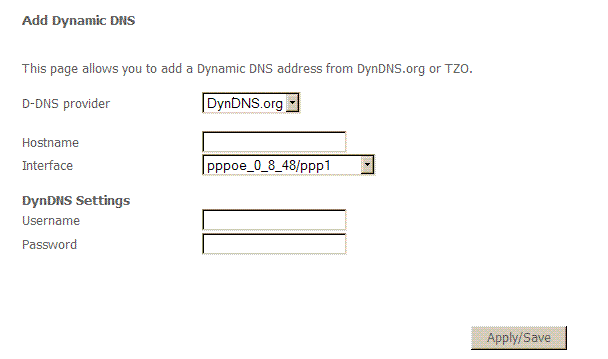 Add Dynamic DNS
This page allows you to add a Dynamic DNS address from DynDNS.org or TZO.
D-DNS provider DynDNS.org
Hostname
Interface pppoe_0_8_48/ppp1
DynDNS Settings
Username
Password
Apply/Save